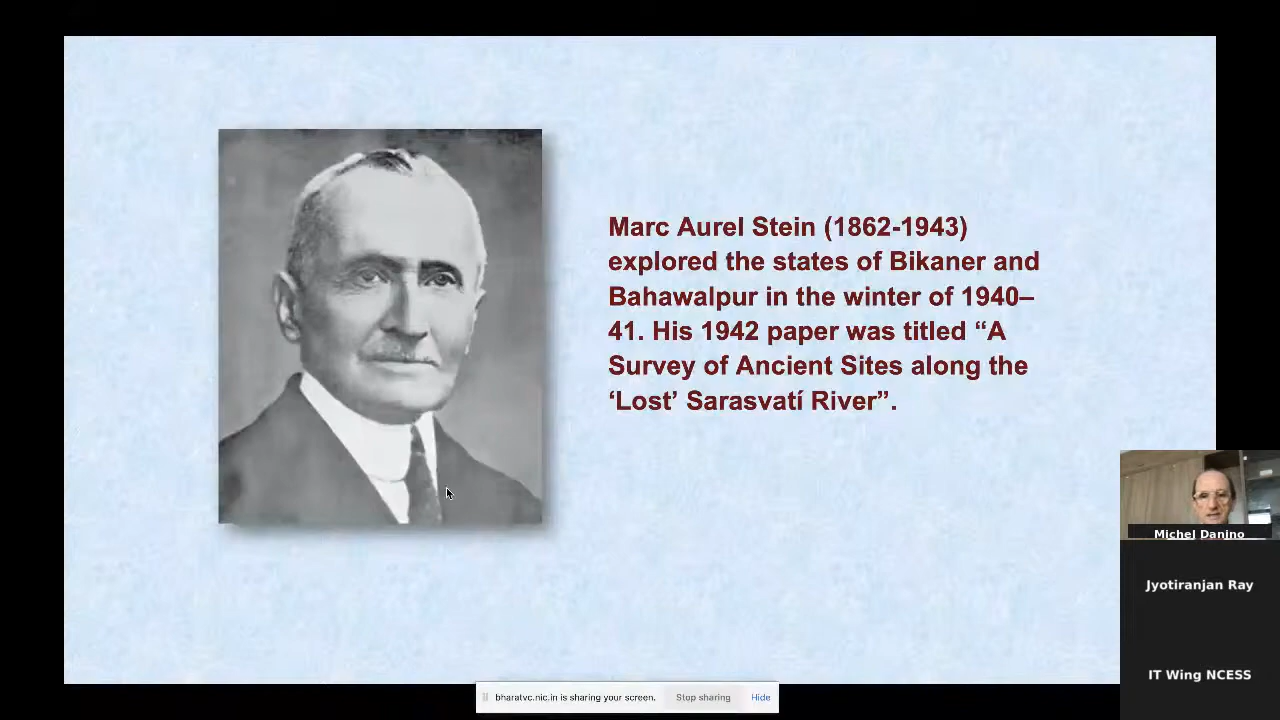 Marc Aurel Stein (1862-1943)
explored the states of Bikaner and
Bahawalpur in the winter of 1940–
41. His 1942 paper was titled “A
Survey of Ancient Sites along the
‘Lost’ Sarasvatí River”.
Michel Danino
Jyotiranjan Ray
IT Wing NCESS
bharatvc.nic.in is sharing your screen.
Stop sharing
Hide